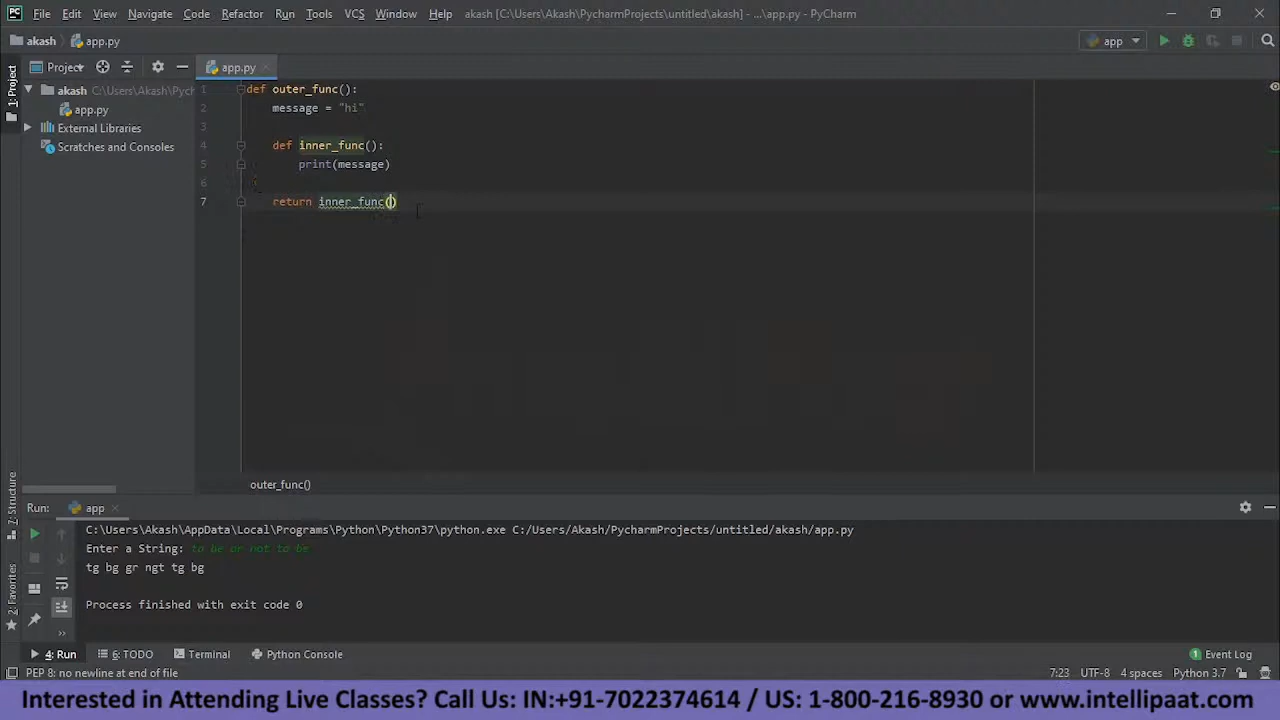 PC File Edit View Navigate Code Refactor Run Tools VCS Window Help akash [C:\Users\Akash\PycharmProjects\untitled\akash] - ...\app.py - PyCharm
akash app.py app
1: Project Project app.py
akash C:\Users\Akash\Pych
app.py
External Libraries
Scratches and Consoles
1 def outer_func():
2 message = "hi"
3
4 def inner_func():
5 print(message)
6
7 return inner_func()
outer_func()
Z: Structure
2: Favorites
Run: app
C:\Users\Akash\AppData\Local\Programs\Python\Python37\python.exe C:/Users/Akash/PycharmProjects/untitled/akash/app.py
Enter a String: to be or not to be
tg bg gr ngt tg bg
Process finished with exit code 0
4: Run 6: TODO Terminal Python Console 1 Event Log
PEP 8: no newline at end of file 7:23 UTF-8 4 spaces Python 3.7
Interested in Attending Live Classes? Call Us: IN:+91-7022374614 / US: 1-800-216-8930 or www.intellipaat.com